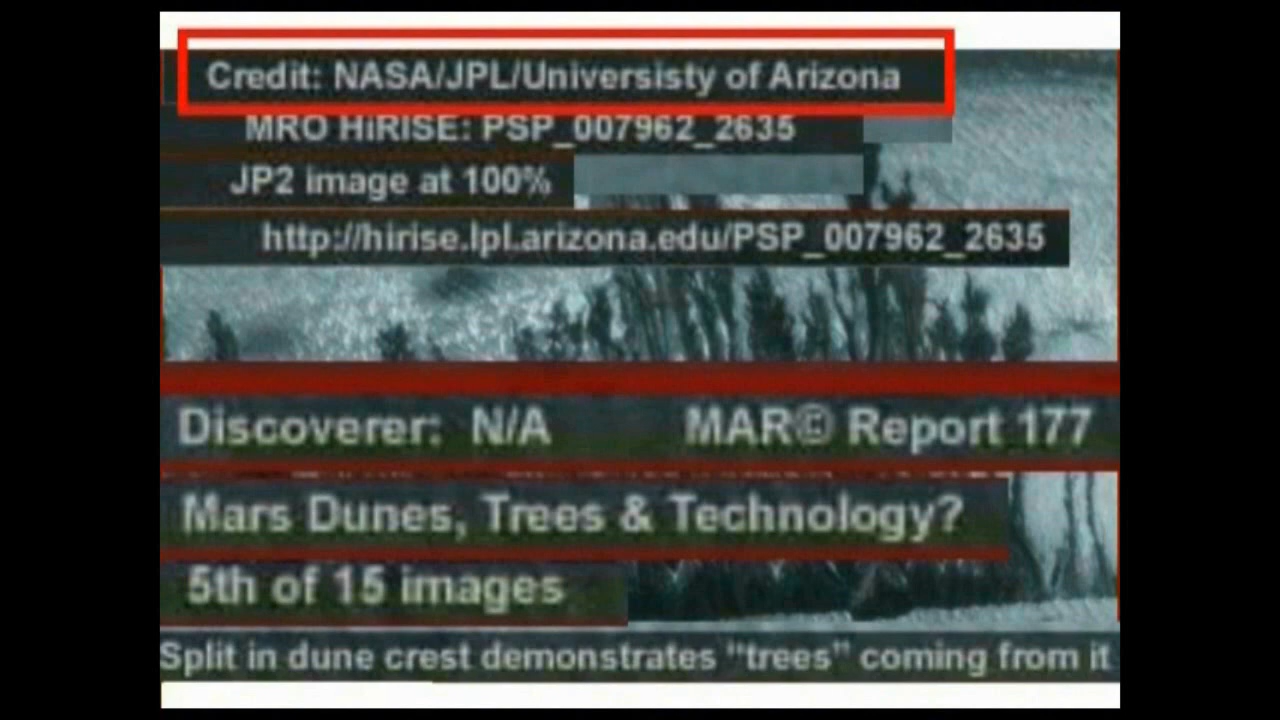 Credit: NASA/JPL/Universisty of Arizona
MRO HiRISE: PSP_007962_2635
JP2 image at 100%
http://hirise.lpl.arizona.edu/PSP_007962_2635
Discoverer: N/A MAR© Report 177
Mars Dunes, Trees & Technology?
5th of 15 images
Split in dune crest demonstrates "trees" coming from it